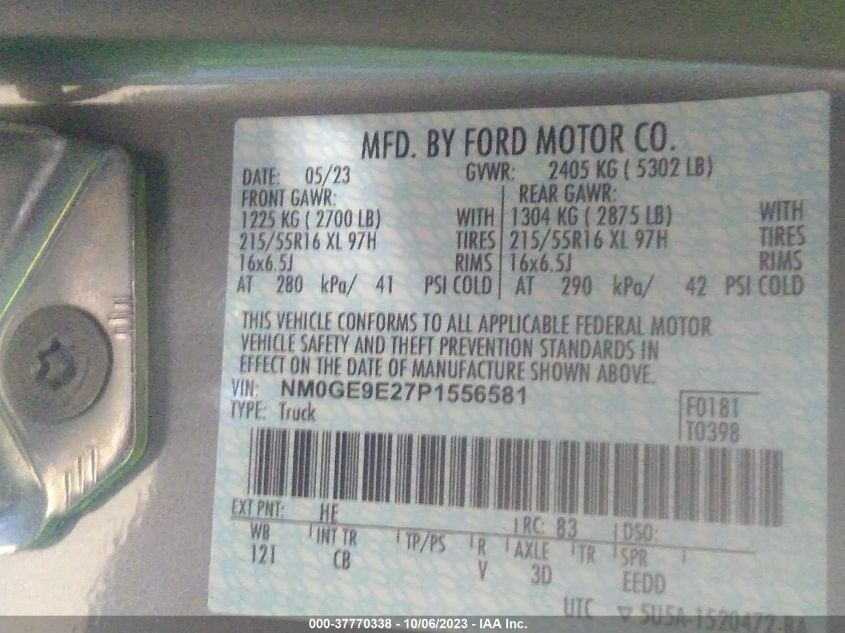 MFD. BY FORD MOTOR CO.
DATE: 05/23 GVWR: 2405 KG ( 5302 LB)
FRONT GAWR: REAR GAWR:
1225 KG ( 2700 LB) WITH 1304 KG ( 2875 LB) WITH
215/55R16 XL 97H TIRES 215/55R16 XL 97H TIRES
16x6.5J RIMS 16x6.5J RIMS
AT 280 kPa/ 41 PSI COLD AT 290 kPa/ 42 PSI COLD
THIS VEHICLE CONFORMS TO ALL APPLICABLE FEDERAL MOTOR
VEHICLE SAFETY AND THEFT PREVENTION STANDARDS IN
EFFECT ON THE DATE OF MANUFACTURE SHOWN ABOVE.
VIN: NM0GE9E27P1556581
TYPE: Truck F0181
T0398
EXT PNT: HE RC: 83 DSO:
WB INT TR TP/PS R AXLE TR SPR
121 CB V 3D EEDD
UTC ▽ 5U5A-1520472-BA
000-37770338 - 10/06/2023 - IAA Inc.